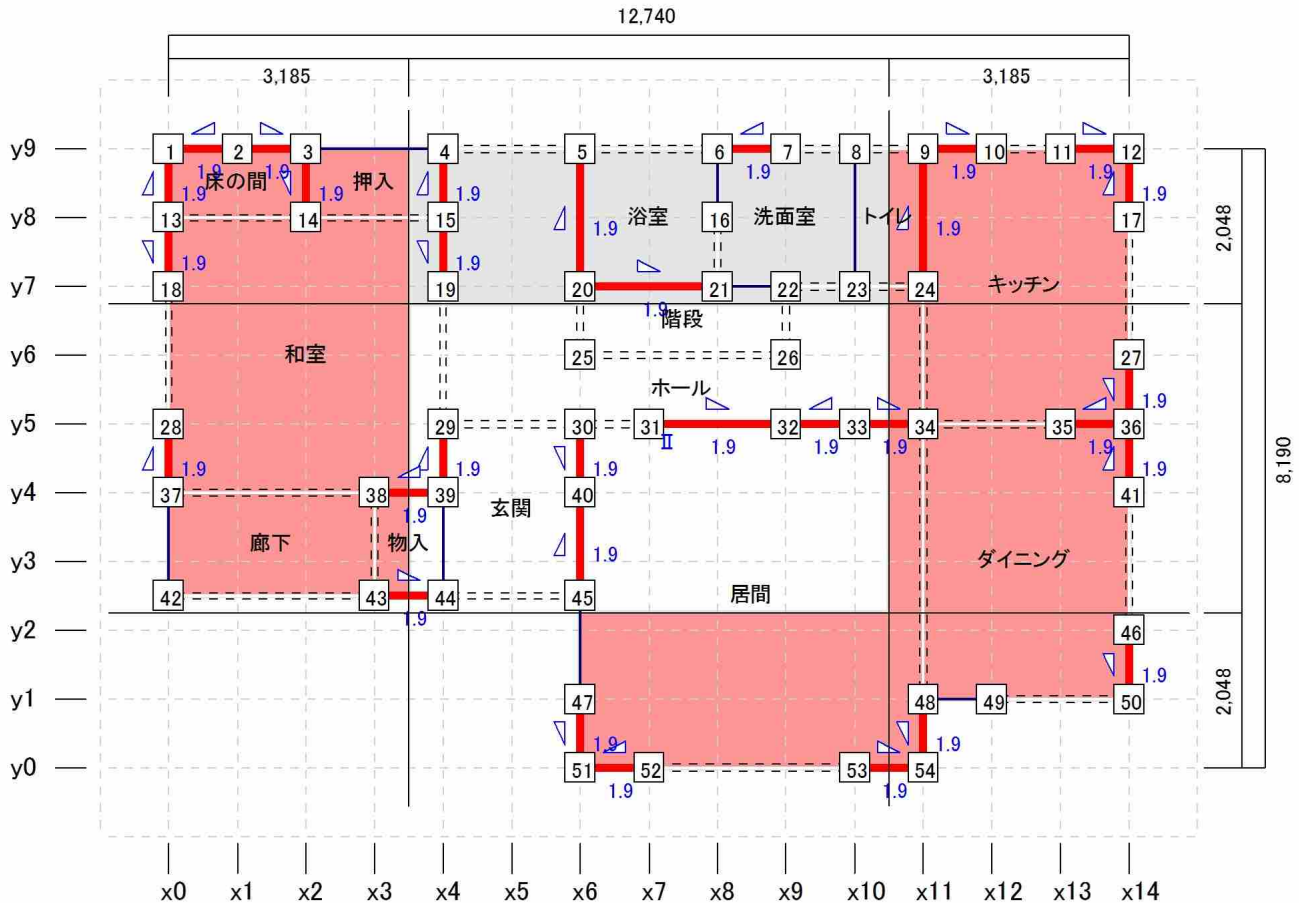 12,740
3,185 3,185
y9 1 2 3 4 5 6 7 8 9 10 11 12
1.9 1.9 1.9 1.9 1.9
床の間 押入
1.9 1.9 1.9 1.9
y8 13 14 15 16 17
浴室 洗面室 トイレ
1.9 1.9 1.9 1.9
2,048
y7 18 19 20 21 22 23 24
キッチン
1.9
階段
y6 25 26 27
和室
ホール
1.9
y5 28 29 30 31 32 33 34 35 36
II 1.9 1.9 1.9 1.9
1.9 1.9 1.9 1.9
8,190
y4 37 38 39 40 41
1.9
玄関
廊下 物入
1.9
ダイニング
y3
居間
42 43 44 45
1.9
y2 46
1.9
2,048
y1 47 48 49 50
1.9 1.9
y0 51 52 53 54
1.9 1.9
x0 x1 x2 x3 x4 x5 x6 x7 x8 x9 x10 x11 x12 x13 x14